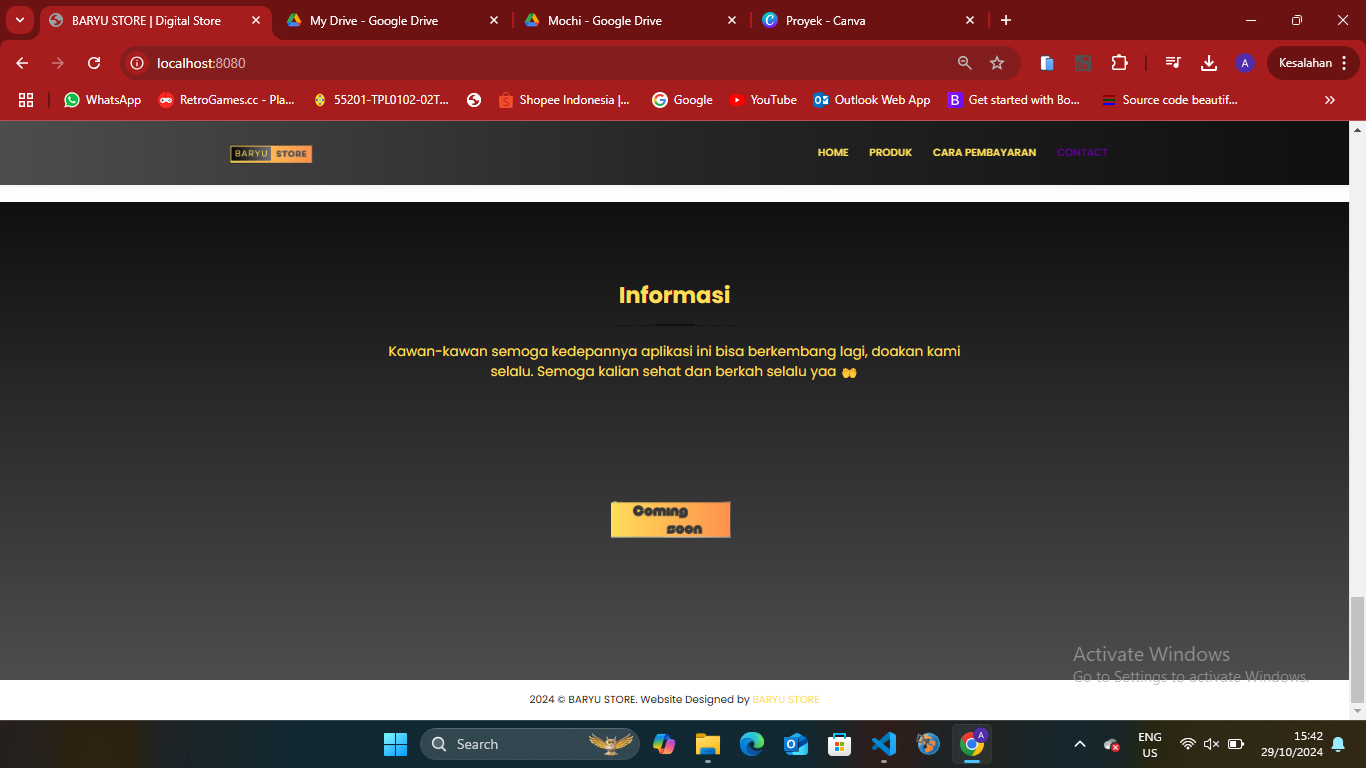 BARYU STORE | Digital Store
My Drive - Google Drive
Mochi - Google Drive
Proyek - Canva
localhost:8080
A
Kesalahan
WhatsApp
RetroGames.cc - Pla...
55201-TPL0102-02T...
Shopee Indonesia |...
Google
YouTube
Outlook Web App
Get started with Bo...
Source code beautif...
BARYU STORE
HOME
PRODUK
CARA PEMBAYARAN
CONTACT
Informasi
Kawan-kawan semoga kedepannya aplikasi ini bisa berkembang lagi, doakan kami
selalu. Semoga kalian sehat dan berkah selalu yaa 🤲
Coming
soon
Activate Windows
Go to Settings to activate Windows.
2024 © BARYU STORE. Website Designed by BARYU STORE
Search
ENG
US
15:42
29/10/2024